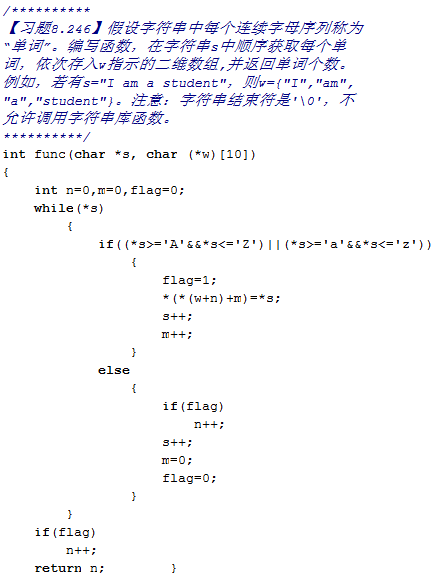 /**********
【习题8.246】假设字符串中每个连续字母序列称为
“单词”。编写函数，在字符串s中顺序获取每个单
词，依次存入w指示的二维数组,并返回单词个数。
例如，若有s="I am a student"，则w={"I","am",
"a","student"}。注意：字符串结束符是'\0'，不
允许调用字符串库函数。
**********/
int func(char *s, char (*w)[10])
{
    int n=0,m=0,flag=0;
    while(*s)
        {
            if((*s>='A'&&*s<='Z')||(*s>='a'&&*s<='z'))
                {
                    flag=1;
                    *(*(w+n)+m)=*s;
                    s++;
                    m++;
                }
            else
                {
                    if(flag)
                        n++;
                    s++;
                    m=0;
                    flag=0;
                }
        }
    if(flag)
        n++;
    return n;        }